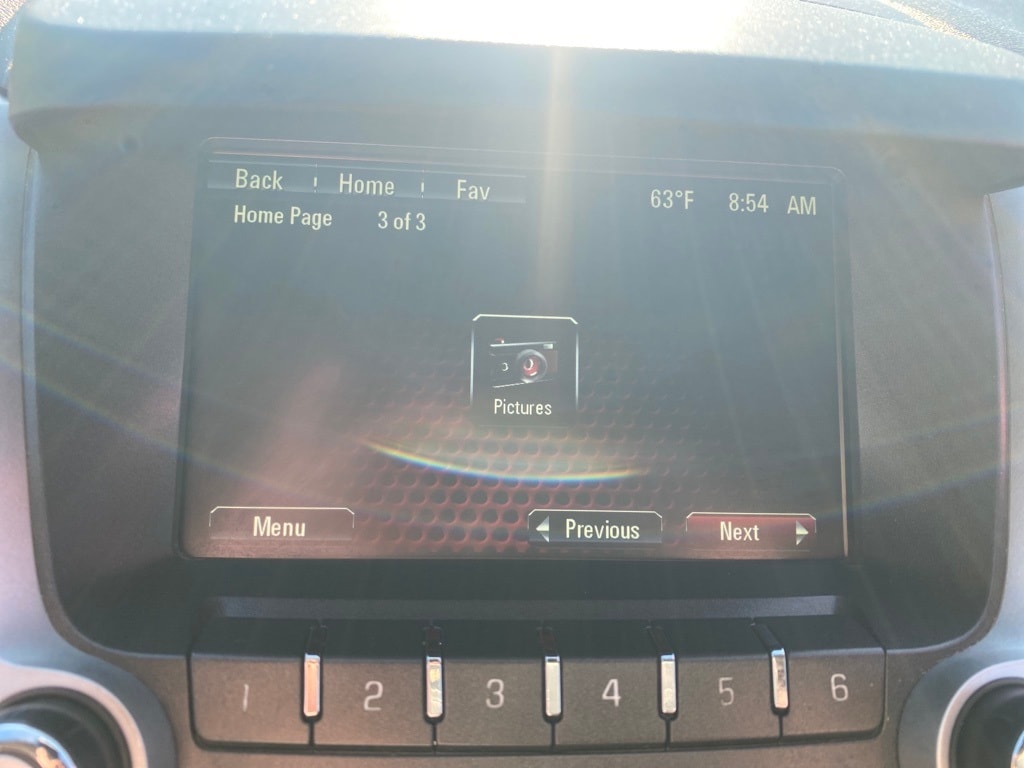 Back Home Fav
63°F 8:54 AM
Home Page 3 of 3
Pictures
Menu Previous Next
1 2 3 4 5 6